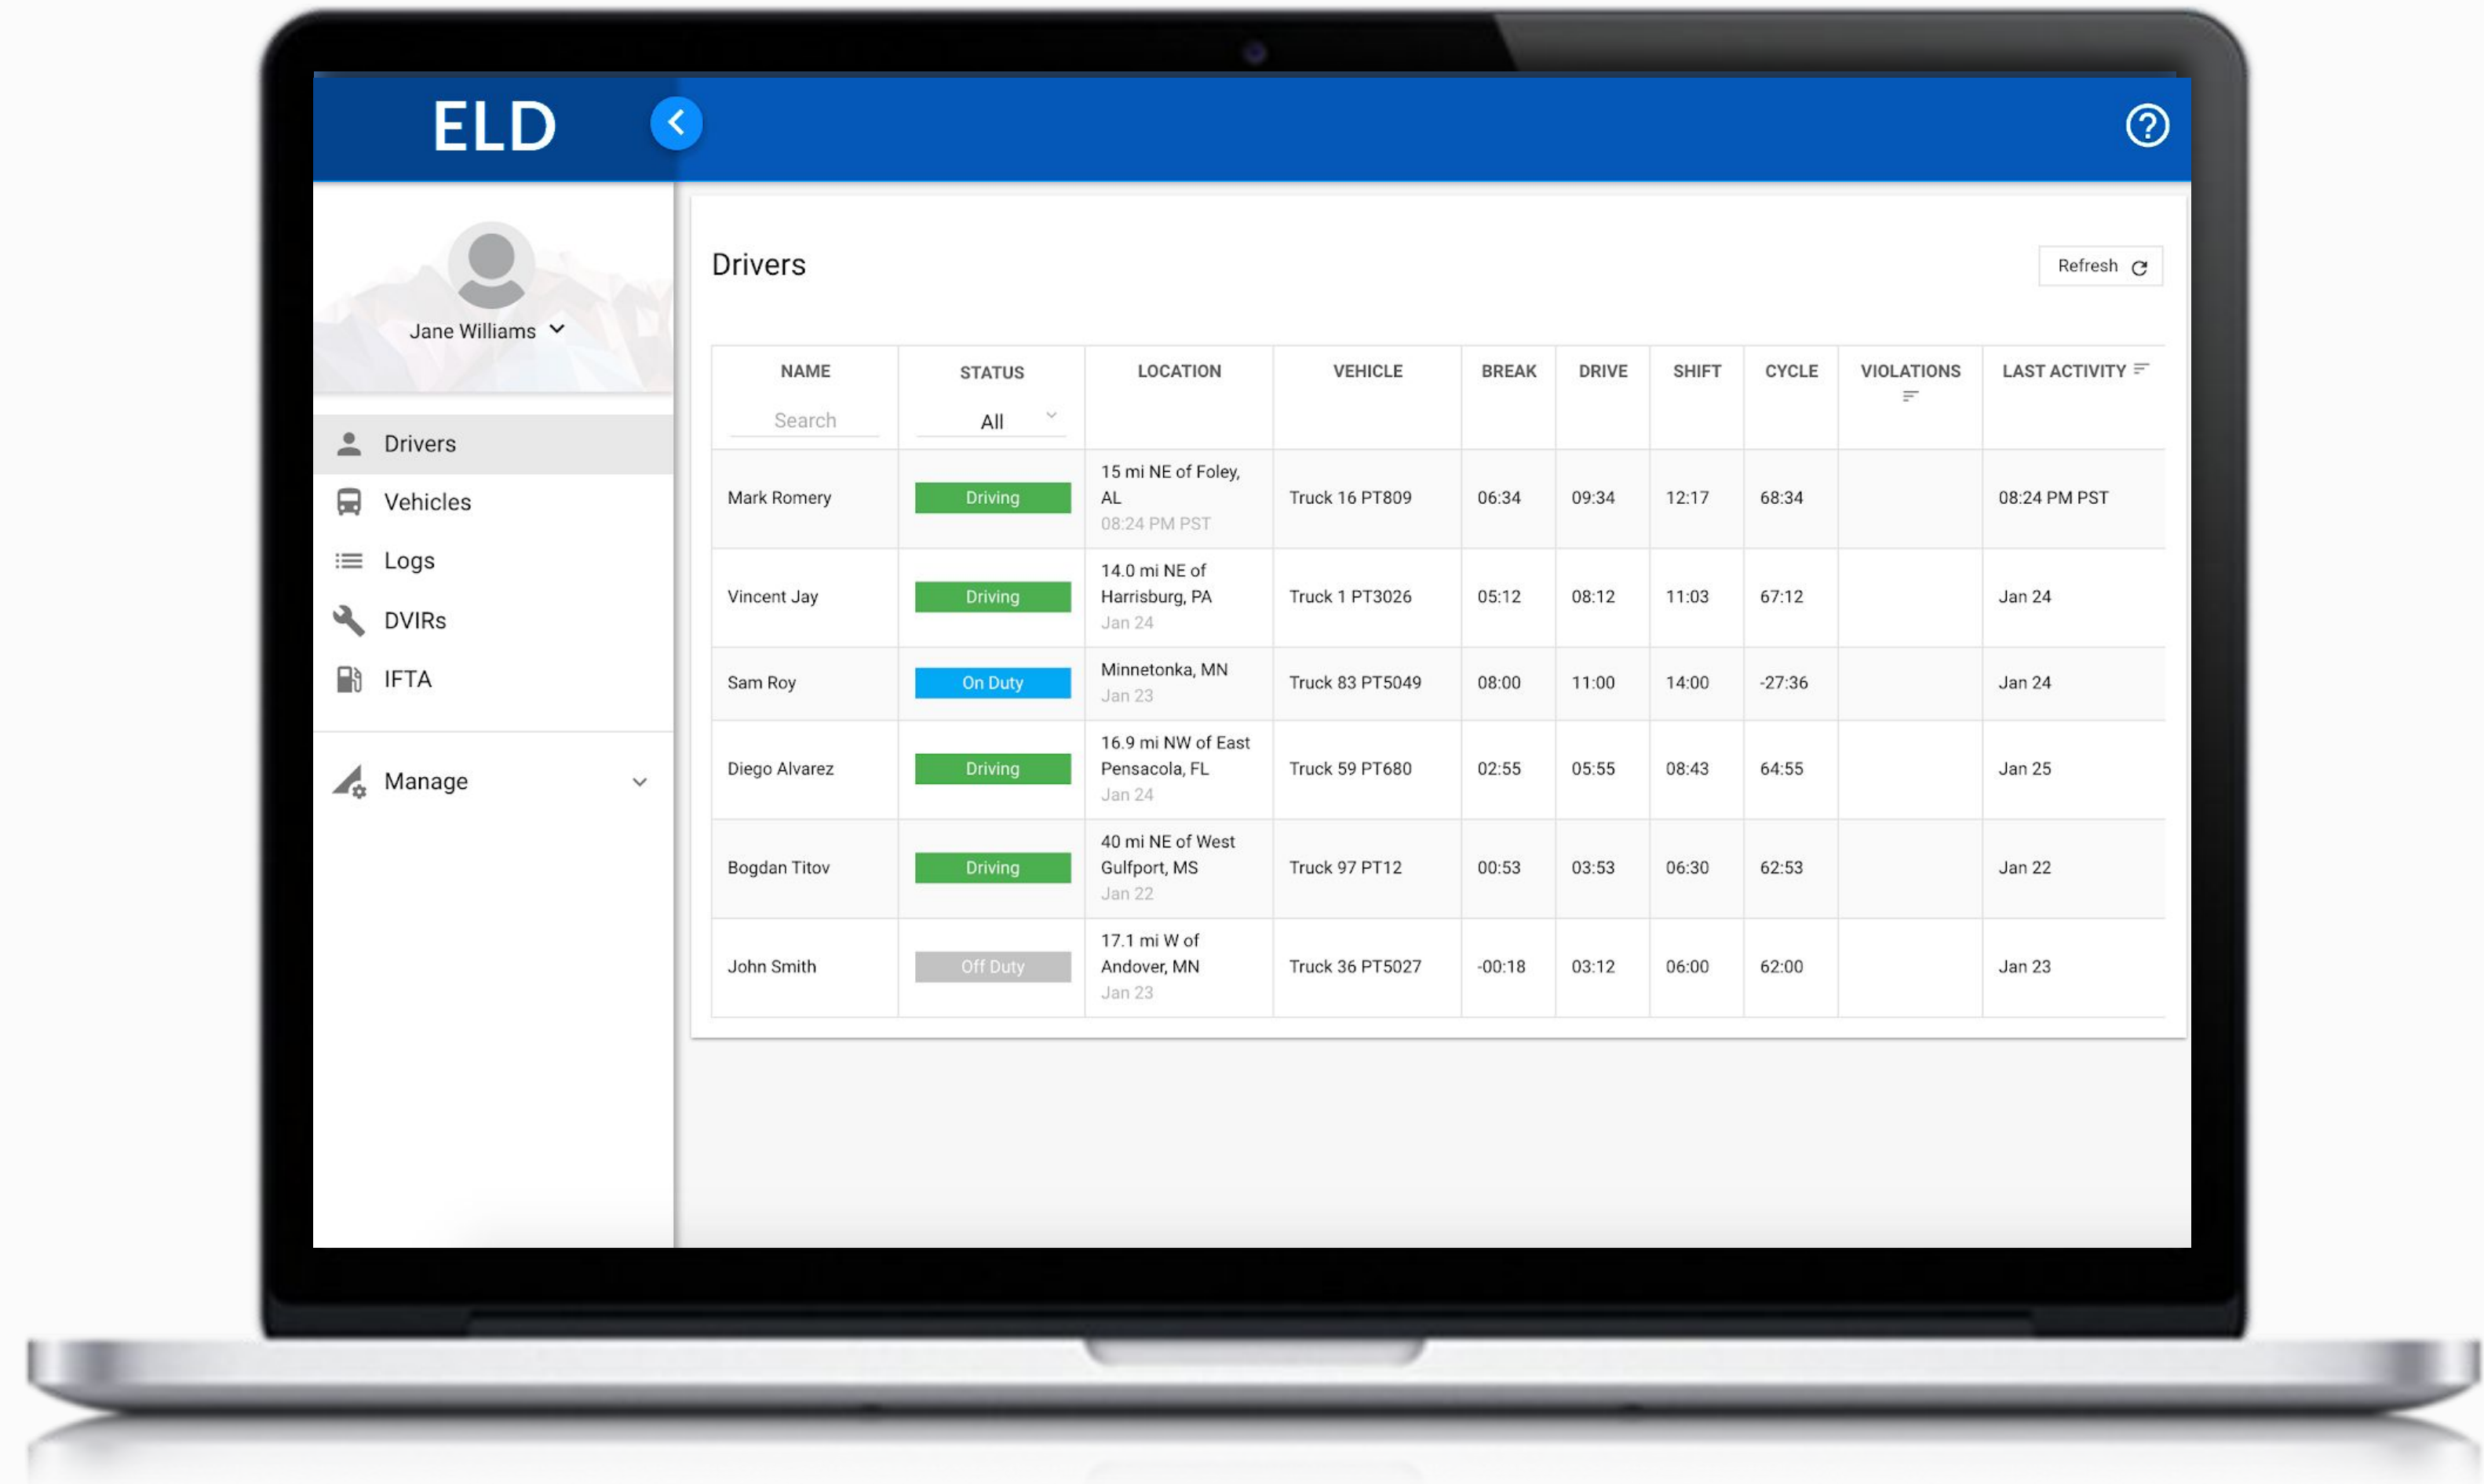 ELD
Jane Williams
Drivers
Vehicles
Logs
DVIRs
IFTA
Manage
Drivers
Refresh
NAME STATUS LOCATION VEHICLE BREAK DRIVE SHIFT CYCLE VIOLATIONS LAST ACTIVITY
Search All
Mark Romery Driving 15 mi NE of Foley,
AL
08:24 PM PST Truck 16 PT809 06:34 09:34 12:17 68:34 08:24 PM PST
Vincent Jay Driving 14.0 mi NE of
Harrisburg, PA
Jan 24 Truck 1 PT3026 05:12 08:12 11:03 67:12 Jan 24
Sam Roy On Duty Minnetonka, MN
Jan 23 Truck 83 PT5049 08:00 11:00 14:00 -27:36 Jan 24
Diego Alvarez Driving 16.9 mi NW of East
Pensacola, FL
Jan 24 Truck 59 PT680 02:55 05:55 08:43 64:55 Jan 25
Bogdan Titov Driving 40 mi NE of West
Gulfport, MS
Jan 22 Truck 97 PT12 00:53 03:53 06:30 62:53 Jan 22
John Smith Off Duty 17.1 mi W of
Andover, MN
Jan 23 Truck 36 PT5027 -00:18 03:12 06:00 62:00 Jan 23